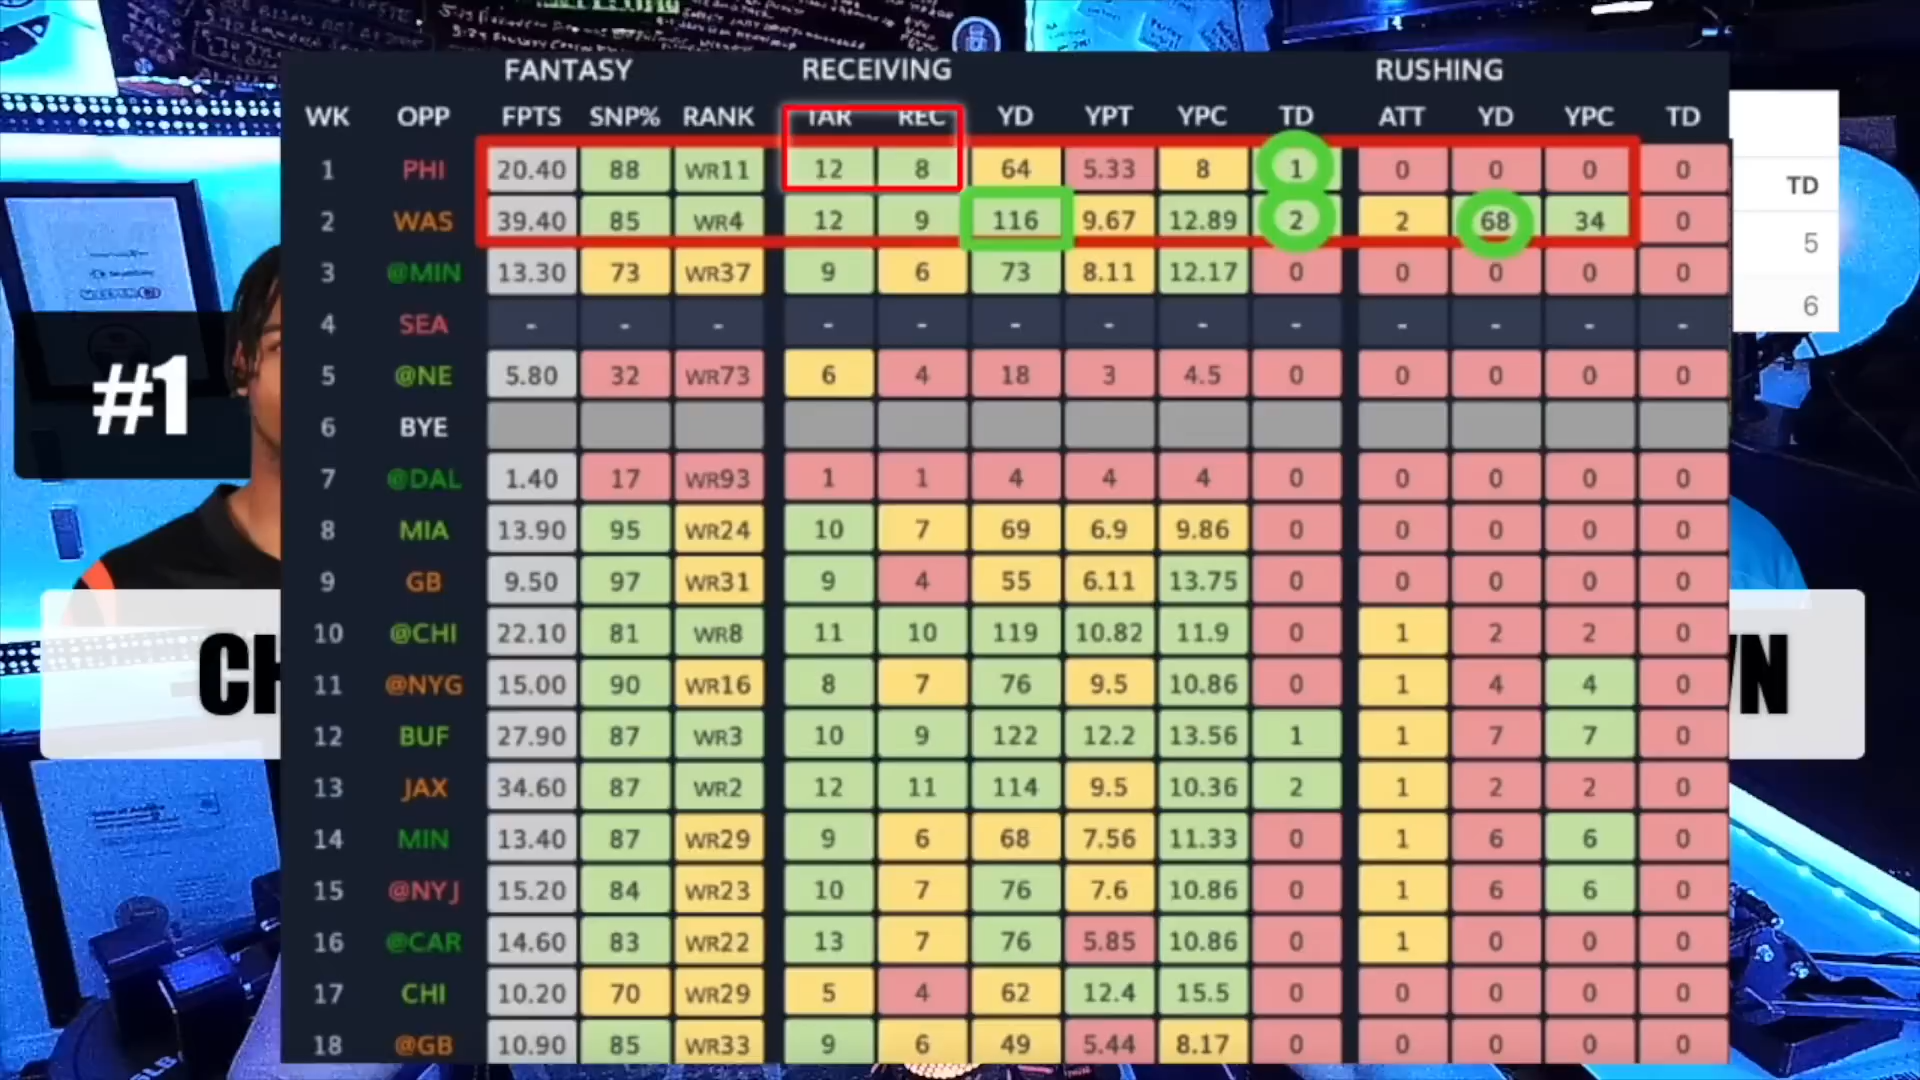 FANTASY RECEIVING RUSHING
WK OPP FPTS SNP% RANK TAR REC YD YPT YPC TD ATT YD YPC TD
1 PHI 20.40 88 WR11 12 8 64 5.33 8 1 0 0 0 0
TD
2 WAS 39.40 85 WR4 12 9 116 9.67 12.89 2 2 68 34 0
5
3 @MIN 13.30 73 WR37 9 6 73 8.11 12.17 0 0 0 0 0
6
4 SEA - - - - - - - - - - - - -
5 @NE 5.80 32 WR73 6 4 18 3 4.5 0 0 0 0 0
#1
6 BYE
7 @DAL 1.40 17 WR93 1 1 4 4 4 0 0 0 0 0
8 MIA 13.90 95 WR24 10 7 69 6.9 9.86 0 0 0 0 0
9 GB 9.50 97 WR31 9 4 55 6.11 13.75 0 0 0 0 0
10 @CHI 22.10 81 WR8 11 10 119 10.82 11.9 0 1 2 2 0
CH
11 @NYG 15.00 90 WR16 8 7 76 9.5 10.86 0 1 4 4 0
12 BUF 27.90 87 WR3 10 9 122 12.2 13.56 1 1 7 7 0
13 JAX 34.60 87 WR2 12 11 114 9.5 10.36 2 1 2 2 0
14 MIN 13.40 87 WR29 9 6 68 7.56 11.33 0 1 6 6 0
15 @NYJ 15.20 84 WR23 10 7 76 7.6 10.86 0 1 6 6 0
16 @CAR 14.60 83 WR22 13 7 76 5.85 10.86 0 1 0 0 0
17 CHI 10.20 70 WR29 5 4 62 12.4 15.5 0 0 0 0 0
18 @GB 10.90 85 WR33 9 6 49 5.44 8.17 0 0 0 0 0